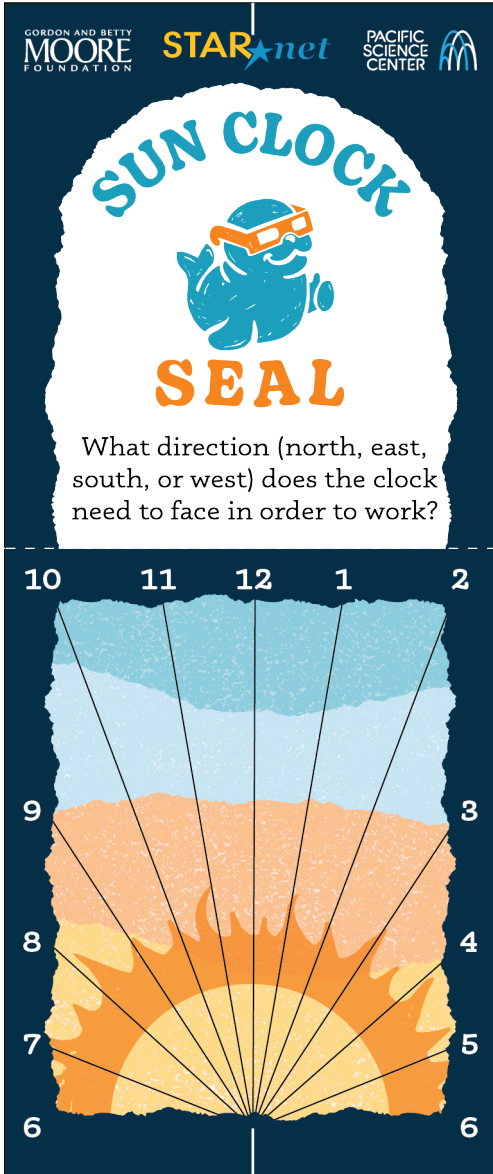 GORDON AND BETTY
MOORE
FOUNDATION
STAR net
PACIFIC
SCIENCE
CENTER
SUN CLOCK
SEAL
What direction (north, east,
south, or west) does the clock
need to face in order to work?
10 11 12 1 2
9 3
8 4
7 5
6 6